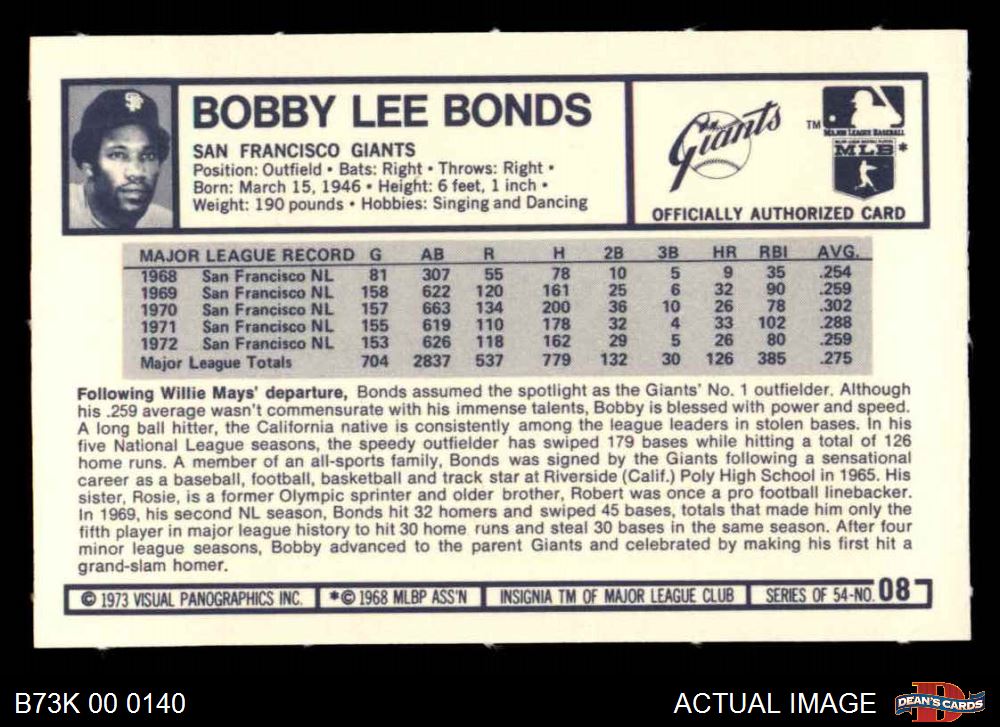 SF
BOBBY LEE BONDS
SAN FRANCISCO GIANTS
Position: Outfield • Bats: Right • Throws: Right •
Born: March 15, 1946 • Height: 6 feet, 1 inch •
Weight: 190 pounds • Hobbies: Singing and Dancing
Giants
TM
MAJOR LEAGUE BASEBALL
MLB *
OFFICIALLY AUTHORIZED CARD
MAJOR LEAGUE RECORD G AB R H 2B 3B HR RBI AVG.
1968 San Francisco NL 81 307 55 78 10 5 9 35 .254
1969 San Francisco NL 158 622 120 161 25 6 32 90 .259
1970 San Francisco NL 157 663 134 200 36 10 26 78 .302
1971 San Francisco NL 155 619 110 178 32 4 33 102 .288
1972 San Francisco NL 153 626 118 162 29 5 26 80 .259
Major League Totals 704 2837 537 779 132 30 126 385 .275
Following Willie Mays' departure, Bonds assumed the spotlight as the Giants' No. 1 outfielder. Although
his .259 average wasn't commensurate with his immense talents, Bobby is blessed with power and speed.
A long ball hitter, the California native is consistently among the league leaders in stolen bases. In his
five National League seasons, the speedy outfielder has swiped 179 bases while hitting a total of 126
home runs. A member of an all-sports family, Bonds was signed by the Giants following a sensational
career as a baseball, football, basketball and track star at Riverside (Calif.) Poly High School in 1965. His
sister, Rosie, is a former Olympic sprinter and older brother, Robert was once a pro football linebacker.
In 1969, his second NL season, Bonds hit 32 homers and swiped 45 bases, totals that made him only the
fifth player in major league history to hit 30 home runs and steal 30 bases in the same season. After four
minor league seasons, Bobby advanced to the parent Giants and celebrated by making his first hit a
grand-slam homer.
© 1973 VISUAL PANOGRAPHICS INC. *© 1968 MLBP ASS'N INSIGNIA TM OF MAJOR LEAGUE CLUB SERIES OF 54-NO. 08
B73K 00 0140
ACTUAL IMAGE
D
DEAN'S CARDS